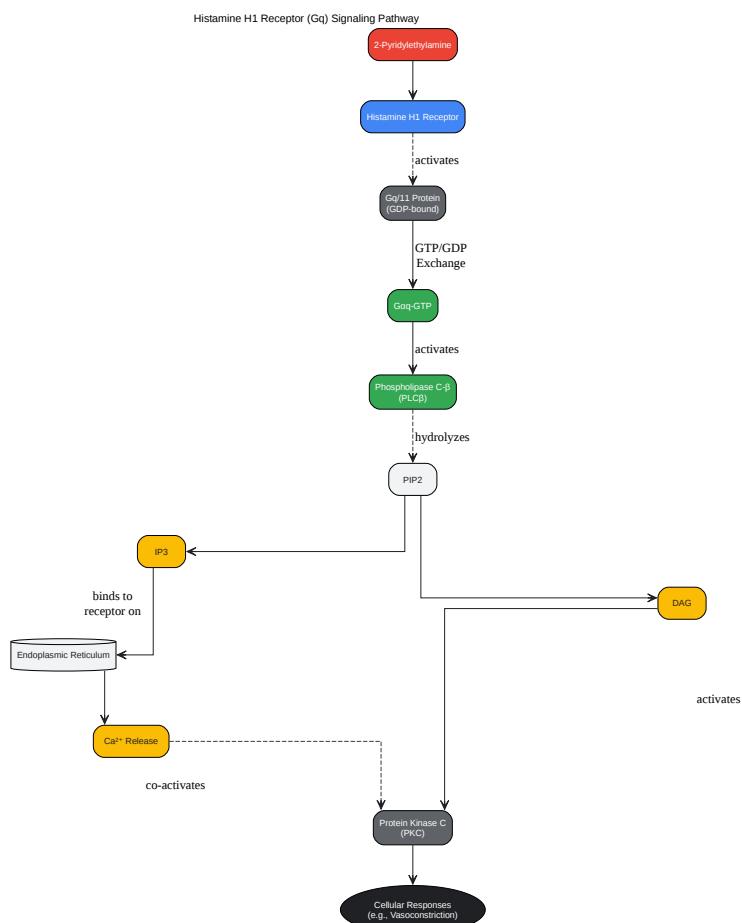 Histamine H1 Receptor (Gq) Signaling Pathway
2-Pyridylethylamine
Histamine H1 Receptor
activates
Gq/11 Protein
(GDP-bound)
GTP/GDP
Exchange
Gαq-GTP
activates
Phospholipase C-β
(PLCβ)
hydrolyzes
PIP2
IP3
binds to
receptor on
DAG
Endoplasmic Reticulum
activates
Ca²⁺ Release
co-activates
Protein Kinase C
(PKC)
Cellular Responses
(e.g., Vasoconstriction)